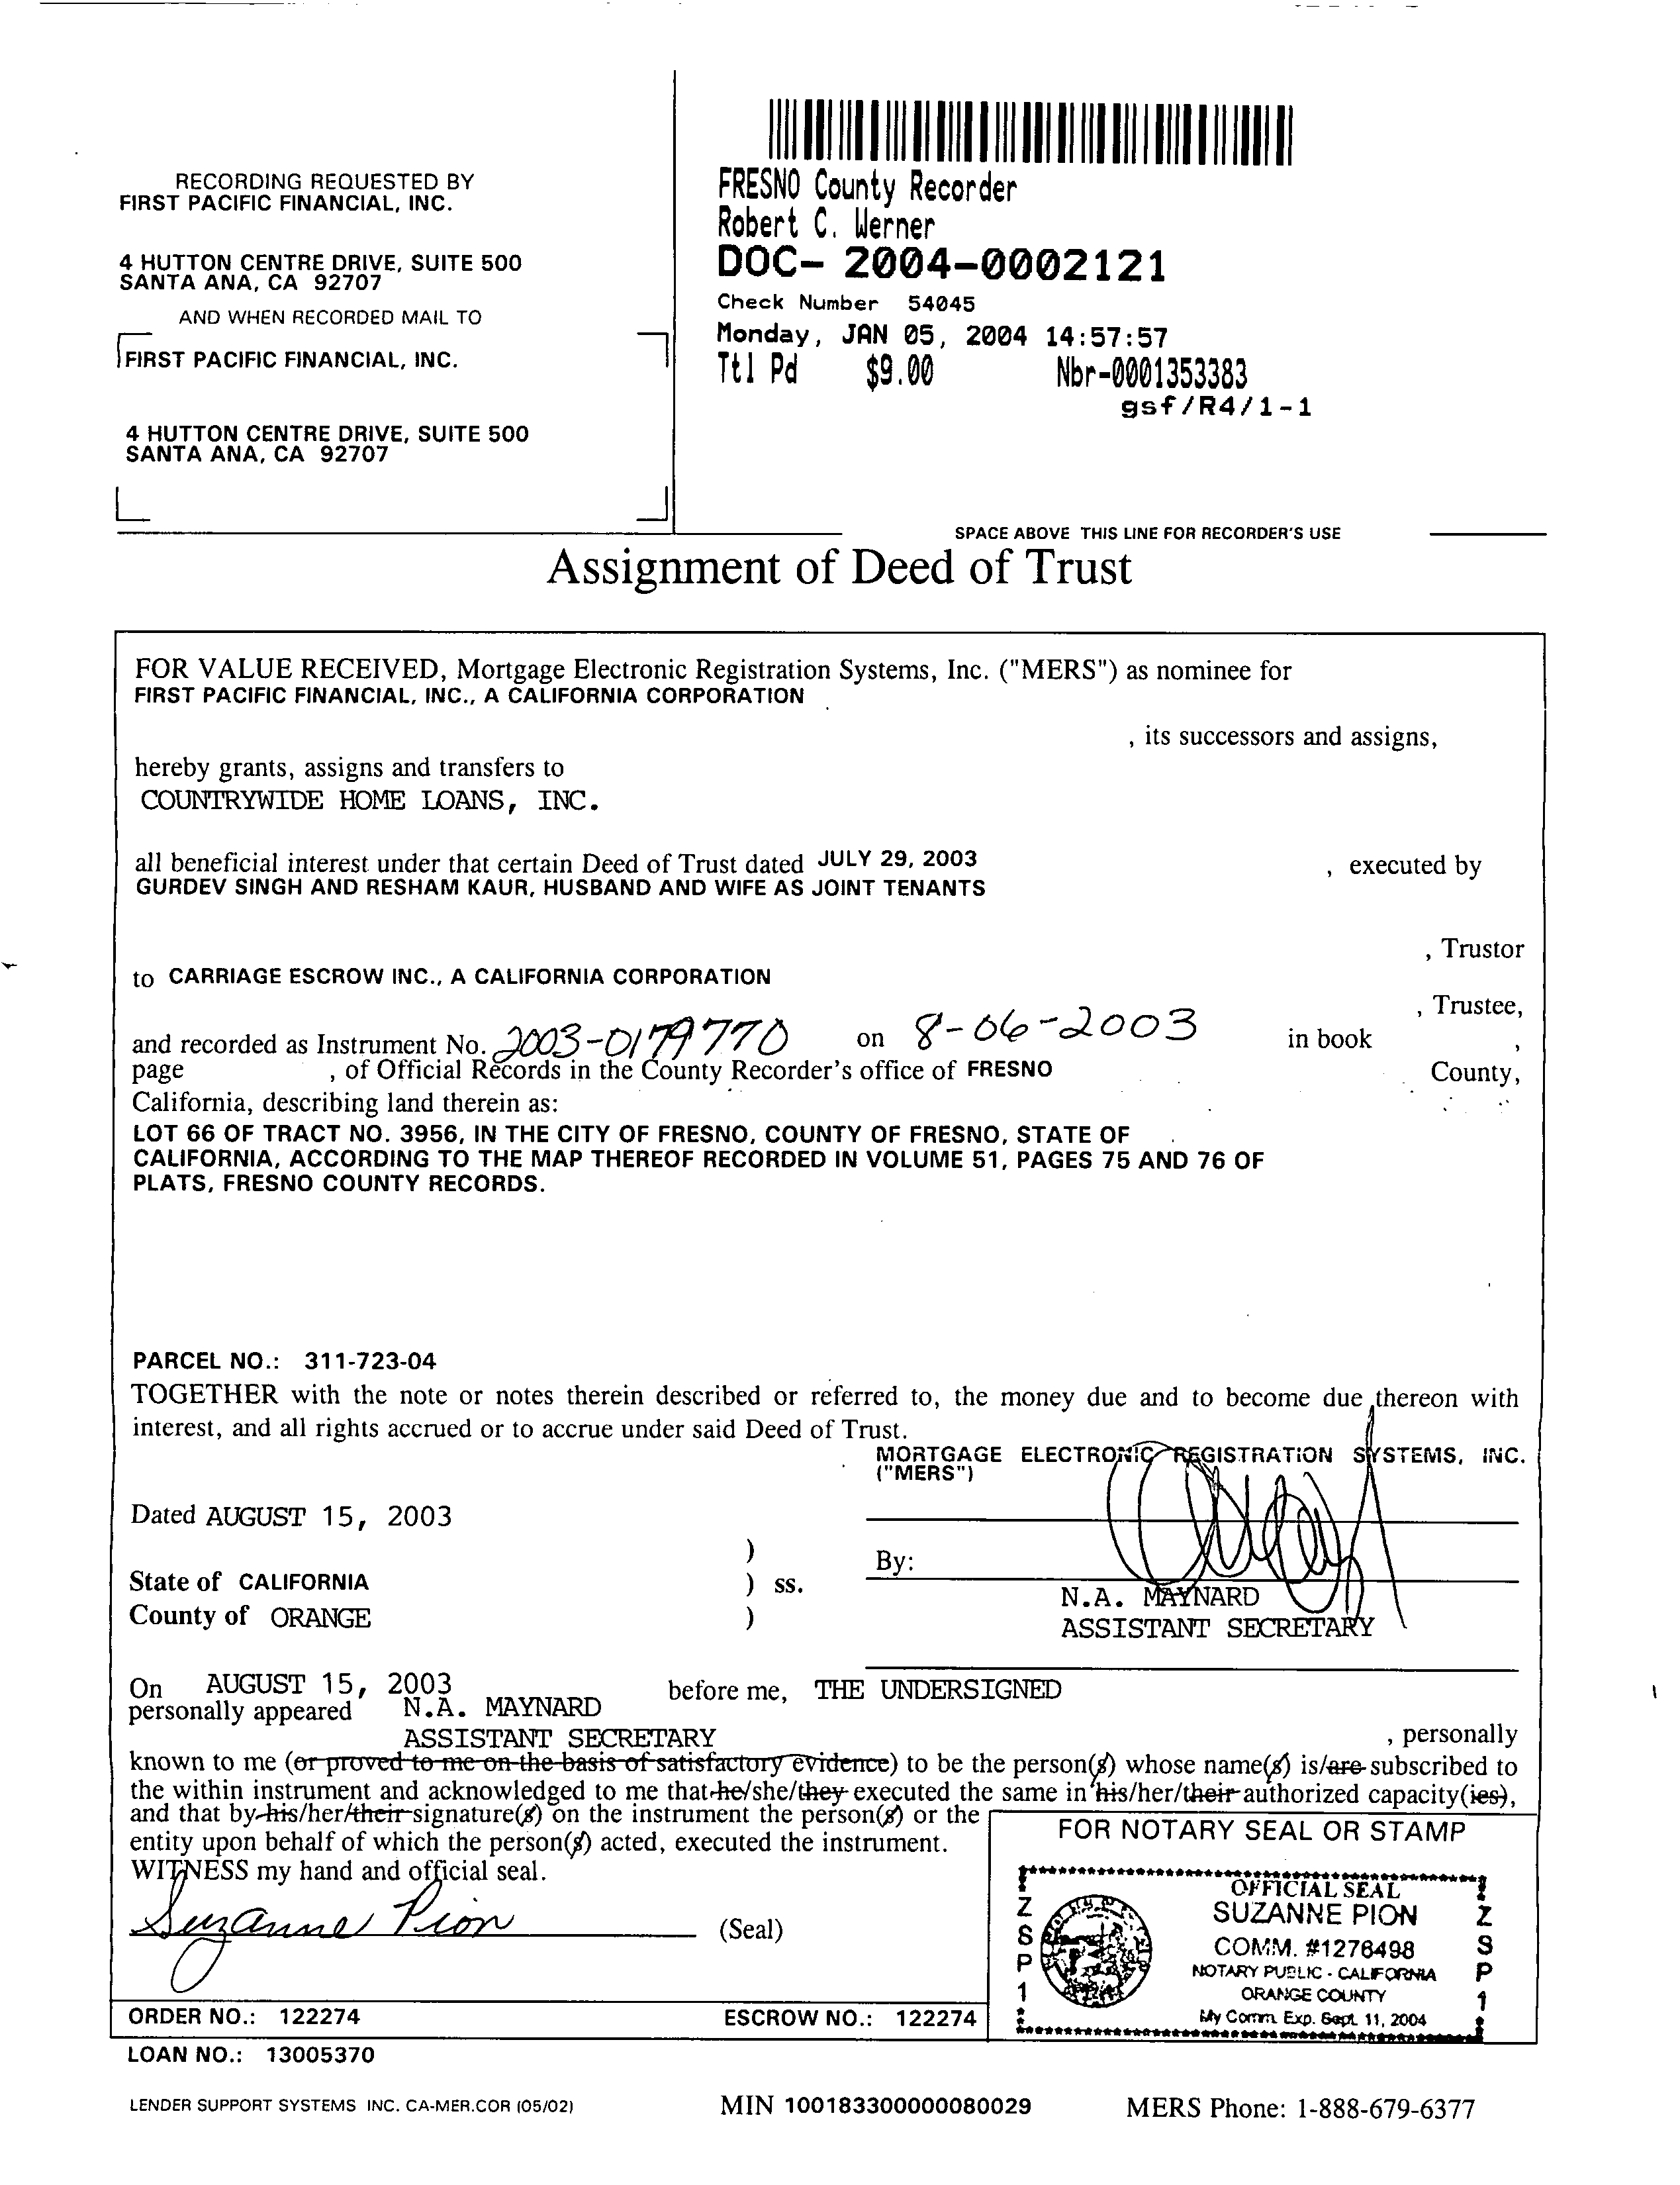 RECORDING REQUESTED BY
FIRST PACIFIC FINANCIAL, INC.
4 HUTTON CENTRE DRIVE, SUITE 500
SANTA ANA, CA 92707
AND WHEN RECORDED MAIL TO
FIRST PACIFIC FINANCIAL, INC.
4 HUTTON CENTRE DRIVE, SUITE 500
SANTA ANA, CA 92707
FRESNO County Recorder
Robert C. Werner
DOC- 2004-0002121
Check Number 54045
Monday, JAN 05, 2004 14:57:57
Ttl Pd $9.00 Nbr-0001353383
gsf/R4/1-1
SPACE ABOVE THIS LINE FOR RECORDER'S USE
Assignment of Deed of Trust
FOR VALUE RECEIVED, Mortgage Electronic Registration Systems, Inc. ("MERS") as nominee for
FIRST PACIFIC FINANCIAL, INC., A CALIFORNIA CORPORATION
, its successors and assigns,
hereby grants, assigns and transfers to
COUNTRYWIDE HOME LOANS, INC.
all beneficial interest under that certain Deed of Trust dated JULY 29, 2003 , executed by
GURDEV SINGH AND RESHAM KAUR, HUSBAND AND WIFE AS JOINT TENANTS
, Trustor
to CARRIAGE ESCROW INC., A CALIFORNIA CORPORATION
, Trustee,
and recorded as Instrument No. 2003-0179770 on 8-06-2003 in book ,
page , of Official Records in the County Recorder's office of FRESNO County,
California, describing land therein as:
LOT 66 OF TRACT NO. 3956, IN THE CITY OF FRESNO, COUNTY OF FRESNO, STATE OF
CALIFORNIA, ACCORDING TO THE MAP THEREOF RECORDED IN VOLUME 51, PAGES 75 AND 76 OF
PLATS, FRESNO COUNTY RECORDS.
PARCEL NO.: 311-723-04
TOGETHER with the note or notes therein described or referred to, the money due and to become due thereon with
interest, and all rights accrued or to accrue under said Deed of Trust.
MORTGAGE ELECTRONIC REGISTRATION SYSTEMS, INC.
("MERS")
Dated AUGUST 15, 2003
)
State of CALIFORNIA ) ss.
County of ORANGE )
By:
N.A. MAYNARD
ASSISTANT SECRETARY
On AUGUST 15, 2003 before me, THE UNDERSIGNED
personally appeared N.A. MAYNARD
ASSISTANT SECRETARY , personally
known to me (or proved to me on the basis of satisfactory evidence) to be the person(s) whose name(s) is/are subscribed to
the within instrument and acknowledged to me that he/she/they executed the same in his/her/their authorized capacity(ies),
and that by his/her/their signature(s) on the instrument the person(s) or the
entity upon behalf of which the person(s) acted, executed the instrument.
WITNESS my hand and official seal.
Suzanne Pion (Seal)
FOR NOTARY SEAL OR STAMP
OFFICIAL SEAL
SUZANNE PION
COMM. #1276498
NOTARY PUBLIC - CALIFORNIA
ORANGE COUNTY
My Comm. Exp. Sept. 11, 2004
ZSP1
ZSP1
ORDER NO.: 122274 ESCROW NO.: 122274
LOAN NO.: 13005370
LENDER SUPPORT SYSTEMS INC. CA-MER.COR (05/02) MIN 100183300000080029 MERS Phone: 1-888-679-6377